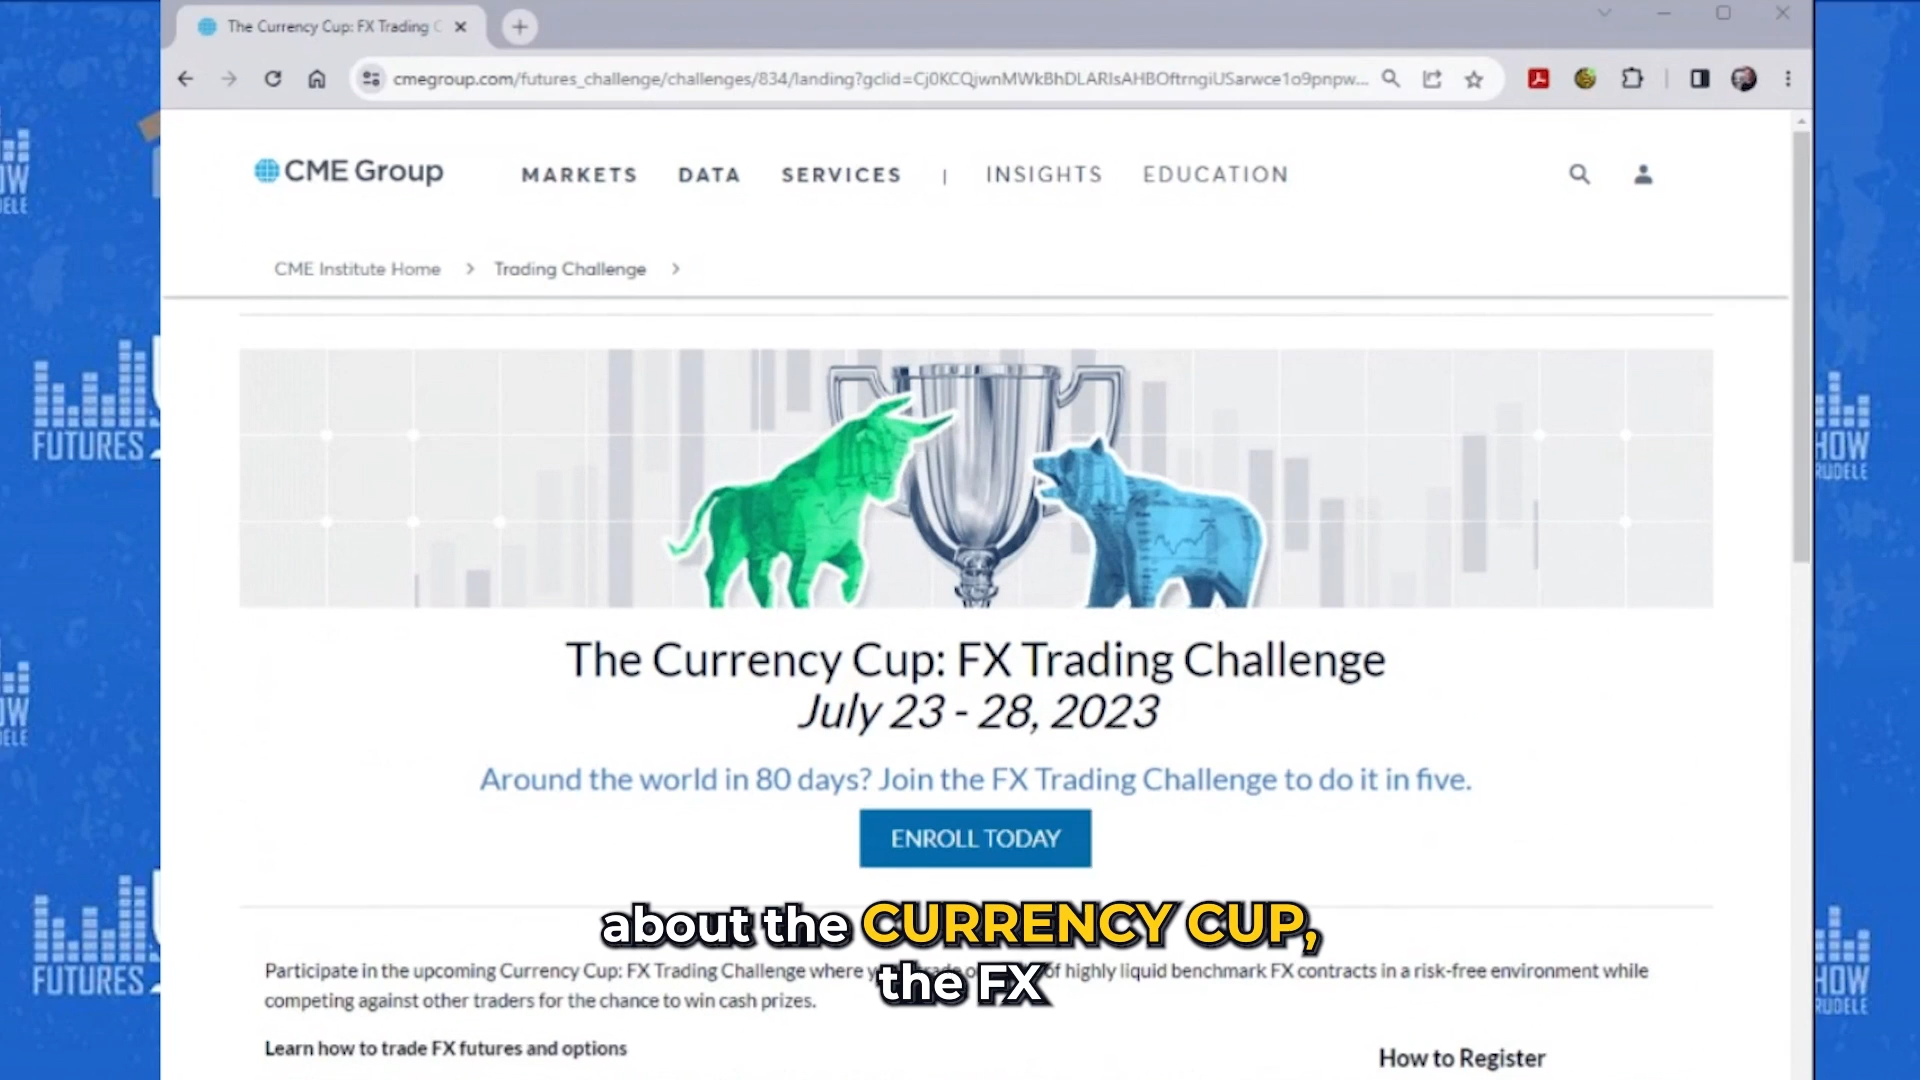 The Currency Cup: FX Trading
cmegroup.com/futures_challenge/challenges/834/landing?gclid=Cj0KCQjwnMWkBhDLARIsAHBOftrngiUSarwce1o9pnpw...
CME Group
MARKETS DATA SERVICES | INSIGHTS EDUCATION
CME Institute Home > Trading Challenge >
The Currency Cup: FX Trading Challenge
July 23 - 28, 2023
Around the world in 80 days? Join the FX Trading Challenge to do it in five.
ENROLL TODAY
about the CURRENCY CUP,
the FX
Participate in the upcoming Currency Cup: FX Trading Challenge where of highly liquid benchmark FX contracts in a risk-free environment while
competing against other traders for the chance to win cash prizes.
Learn how to trade FX futures and options
How to Register
FUTURES
FUTURES